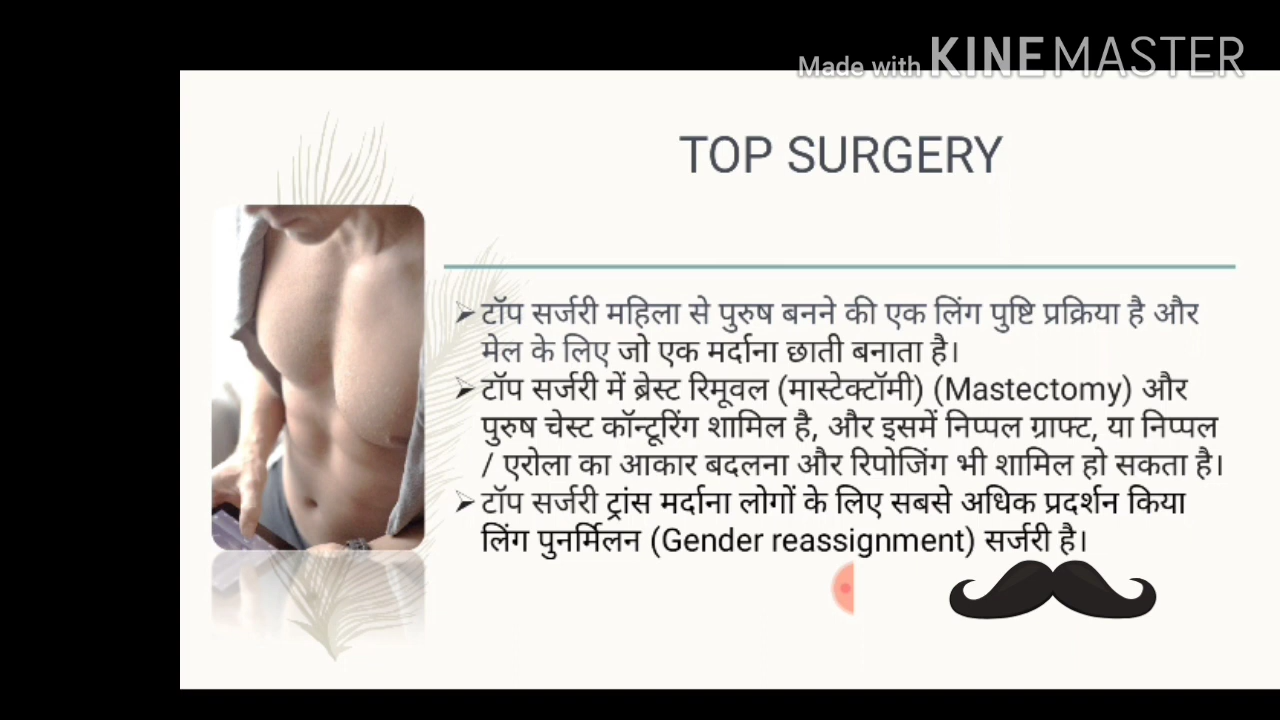 Made with KINEMASTER
TOP SURGERY
➢ टॉप सर्जरी महिला से पुरुष बनने की एक लिंग पुष्टि प्रक्रिया है और
मेल के लिए जो एक मर्दाना छाती बनाता है।
➢ टॉप सर्जरी में ब्रेस्ट रिमूवल (मास्टेक्टॉमी) (Mastectomy) और
पुरुष चेस्ट कॉन्टूरिंग शामिल है, और इसमें निप्पल ग्राफ्ट, या निप्पल
/ एरोला का आकार बदलना और रिपोजिंग भी शामिल हो सकता है।
➢ टॉप सर्जरी ट्रांस मर्दाना लोगों के लिए सबसे अधिक प्रदर्शन किया
लिंग पुनर्मिलन (Gender reassignment) सर्जरी है।